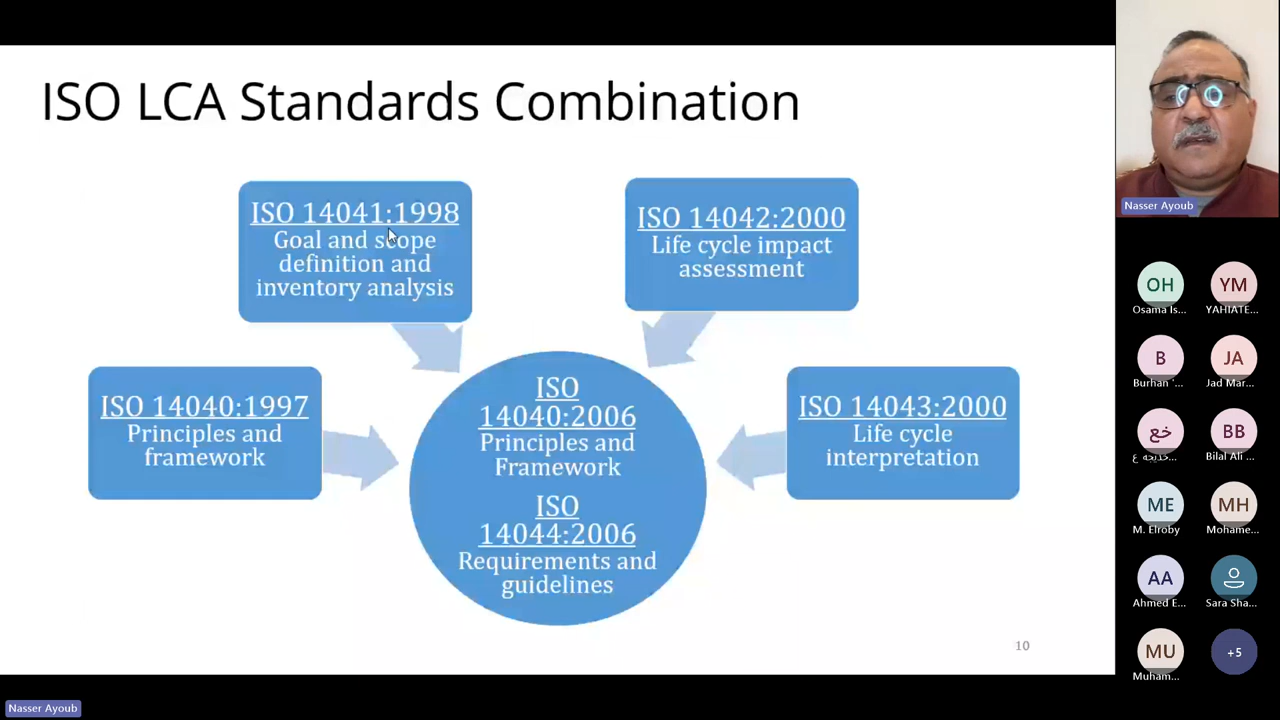 ISO LCA Standards Combination
ISO 14041:1998
Goal and scope
definition and
inventory analysis
ISO 14042:2000
Life cycle impact
assessment
ISO 14040:1997
Principles and
framework
ISO
14040:2006
Principles and
Framework
ISO
14044:2006
Requirements and
guidelines
ISO 14043:2000
Life cycle
interpretation
10
Nasser Ayoub
OH
Osama Is...
YM
YAHIATE...
B
Burhan '...
JA
Jad Mar...
خع
خديجه ع...
BB
Bilal Ali ...
ME
M. Elroby
MH
Mohame...
AA
Ahmed E...
Sara Sha...
MU
Muham...
+5
Nasser Ayoub